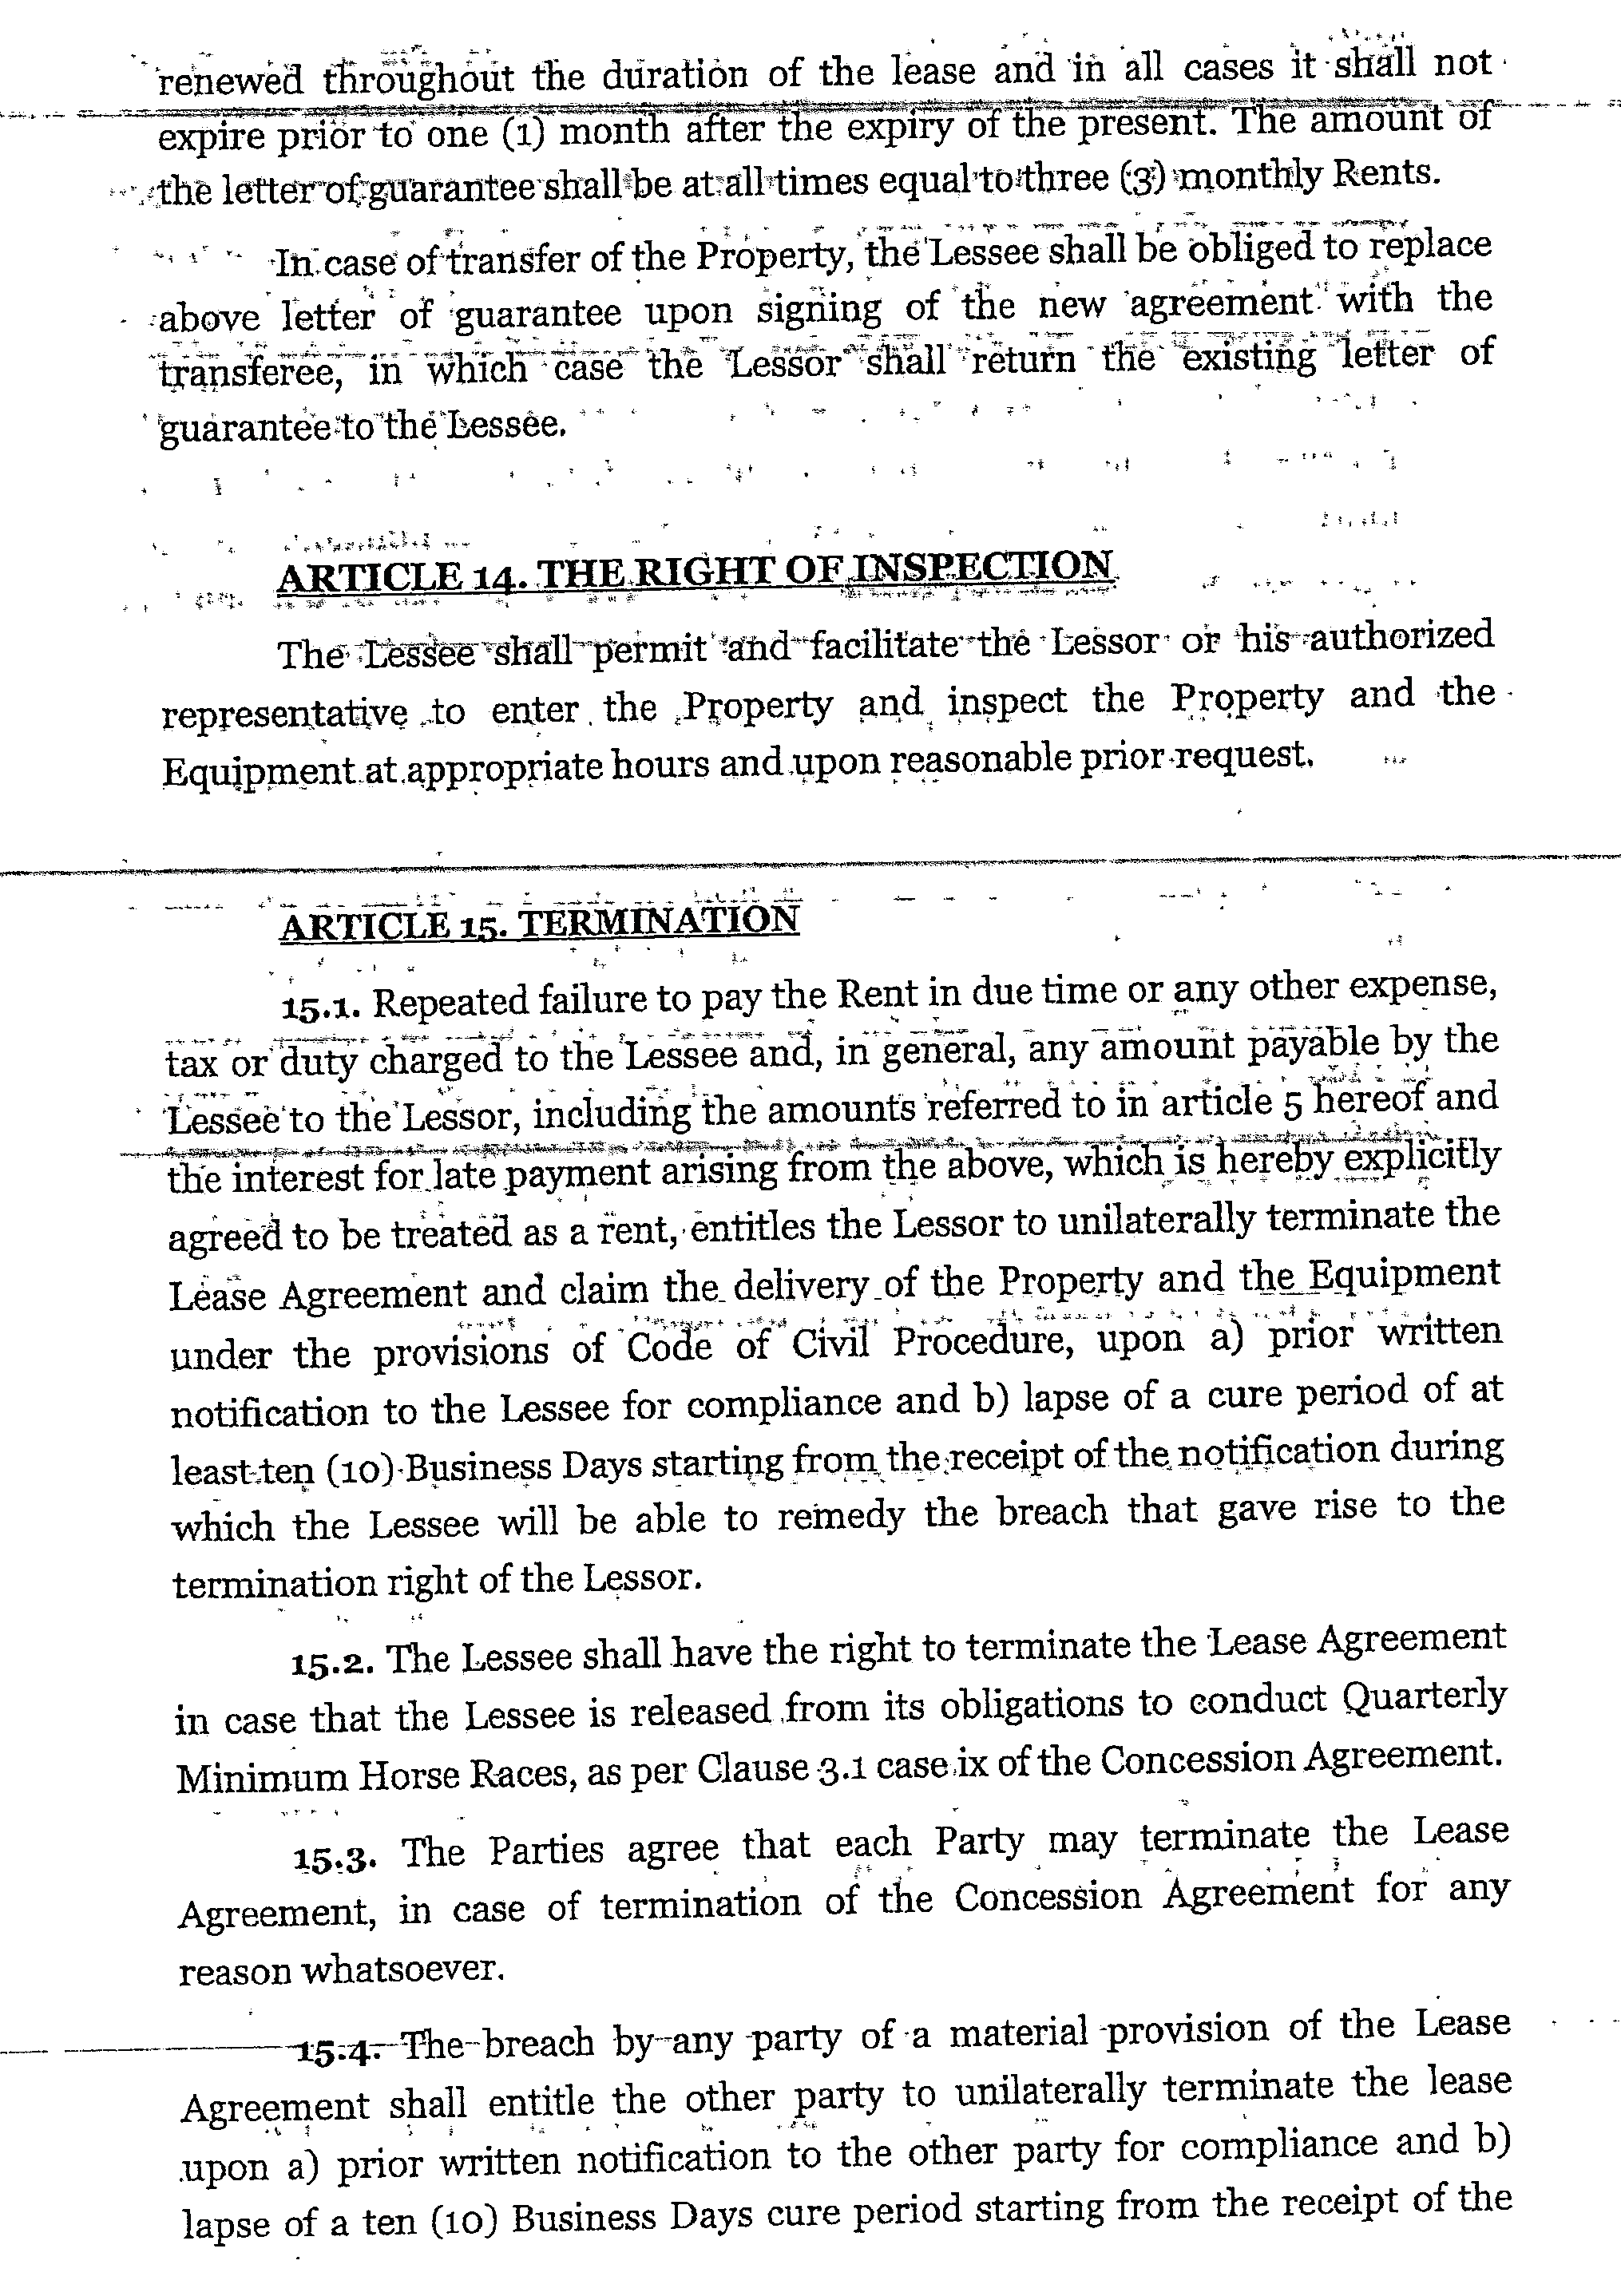 renewed throughout the duration of the lease and in all cases it shall not
expire prior to one (1) month after the expiry of the present. The amount of
the letter of guarantee shall be at all times equal to three (3) monthly Rents.
In case of transfer of the Property, the Lessee shall be obliged to replace
above letter of guarantee upon signing of the new agreement with the
transferee, in which case the Lessor shall return the existing letter of
guarantee to the Lessee.
ARTICLE 14. THE RIGHT OF INSPECTION
The Lessee shall permit and facilitate the Lessor or his authorized
representative to enter the Property and inspect the Property and the
Equipment at appropriate hours and upon reasonable prior request.
ARTICLE 15. TERMINATION
15.1. Repeated failure to pay the Rent in due time or any other expense,
tax or duty charged to the Lessee and, in general, any amount payable by the
Lessee to the Lessor, including the amounts referred to in article 5 hereof and
the interest for late payment arising from the above, which is hereby explicitly
agreed to be treated as a rent, entitles the Lessor to unilaterally terminate the
Lease Agreement and claim the delivery of the Property and the Equipment
under the provisions of Code of Civil Procedure, upon a) prior written
notification to the Lessee for compliance and b) lapse of a cure period of at
least ten (10) Business Days starting from the receipt of the notification during
which the Lessee will be able to remedy the breach that gave rise to the
termination right of the Lessor.
15.2. The Lessee shall have the right to terminate the Lease Agreement
in case that the Lessee is released from its obligations to conduct Quarterly
Minimum Horse Races, as per Clause 3.1 case ix of the Concession Agreement.
15.3. The Parties agree that each Party may terminate the Lease
Agreement, in case of termination of the Concession Agreement for any
reason whatsoever.
15.4. The breach by any party of a material provision of the Lease
Agreement shall entitle the other party to unilaterally terminate the lease
upon a) prior written notification to the other party for compliance and b)
lapse of a ten (10) Business Days cure period starting from the receipt of the